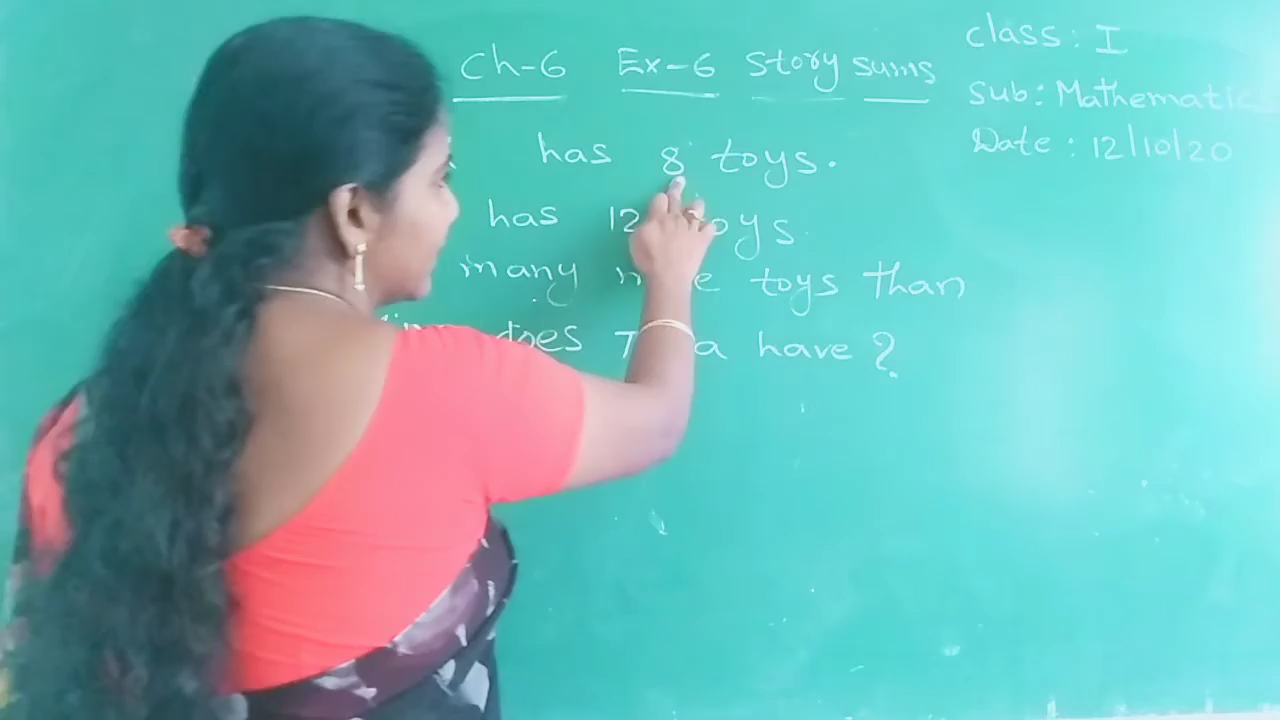 Ch-6 Ex-6 Story sums
class: I
Sub: Mathematics
Date: 12/10/20
has 8 toys.
has 12 toys
many more toys than
does have?